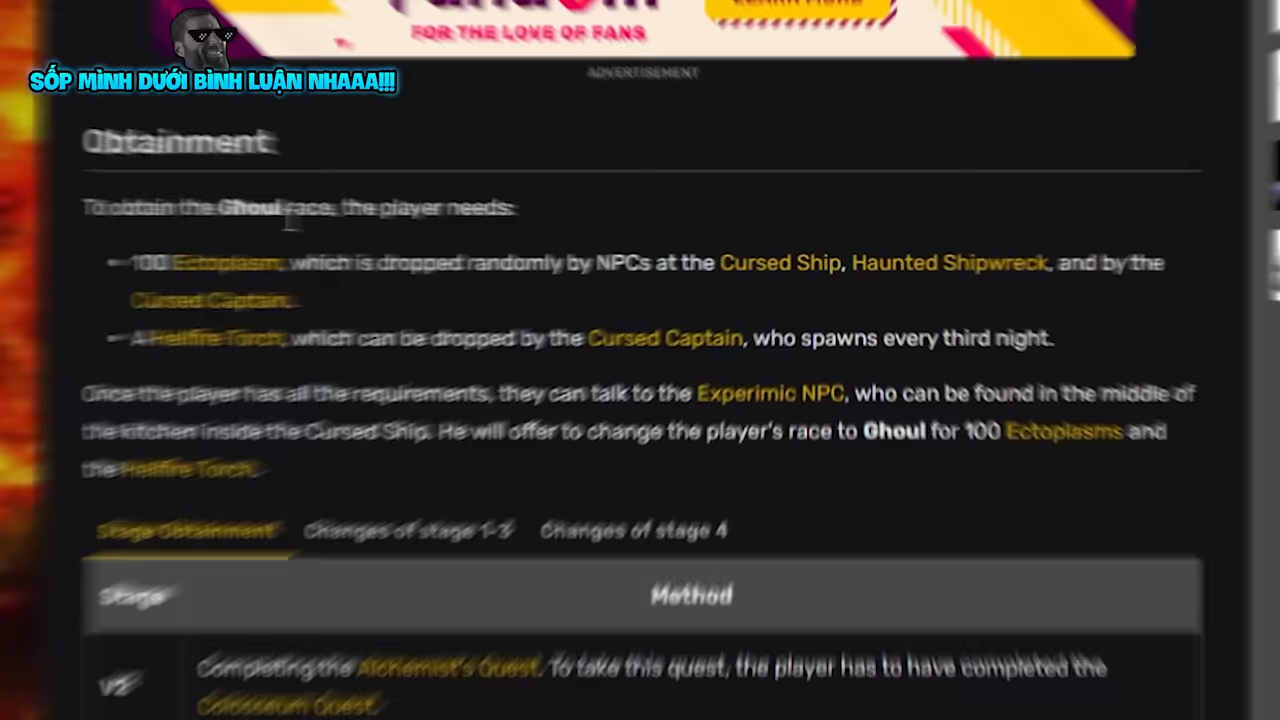 LEARN MORE
FOR THE LOVE OF FANS
SỐP MÌNH DƯỚI BÌNH LUẬN NHAAA!!!
ADVERTISEMENT
Obtainment
To obtain the Ghoul race, the player needs:
100 Ectoplasm, which is dropped randomly by NPCs at the Cursed Ship, Haunted Shipwreck, and by the
Cursed Captain.
A Hellfire Torch, which can be dropped by the Cursed Captain, who spawns every third night.
Once the player has all the requirements, they can talk to the Experimic NPC, who can be found in the middle of
the kitchen inside the Cursed Ship. He will offer to change the player's race to Ghoul for 100 Ectoplasms and
the Hellfire Torch.
Stage Obtainment Changes of stage 1-3 Changes of stage 4
Stage Method
Completing the Alchemist's Quest. To take this quest, the player has to have completed the
V2
Colosseum Quest.